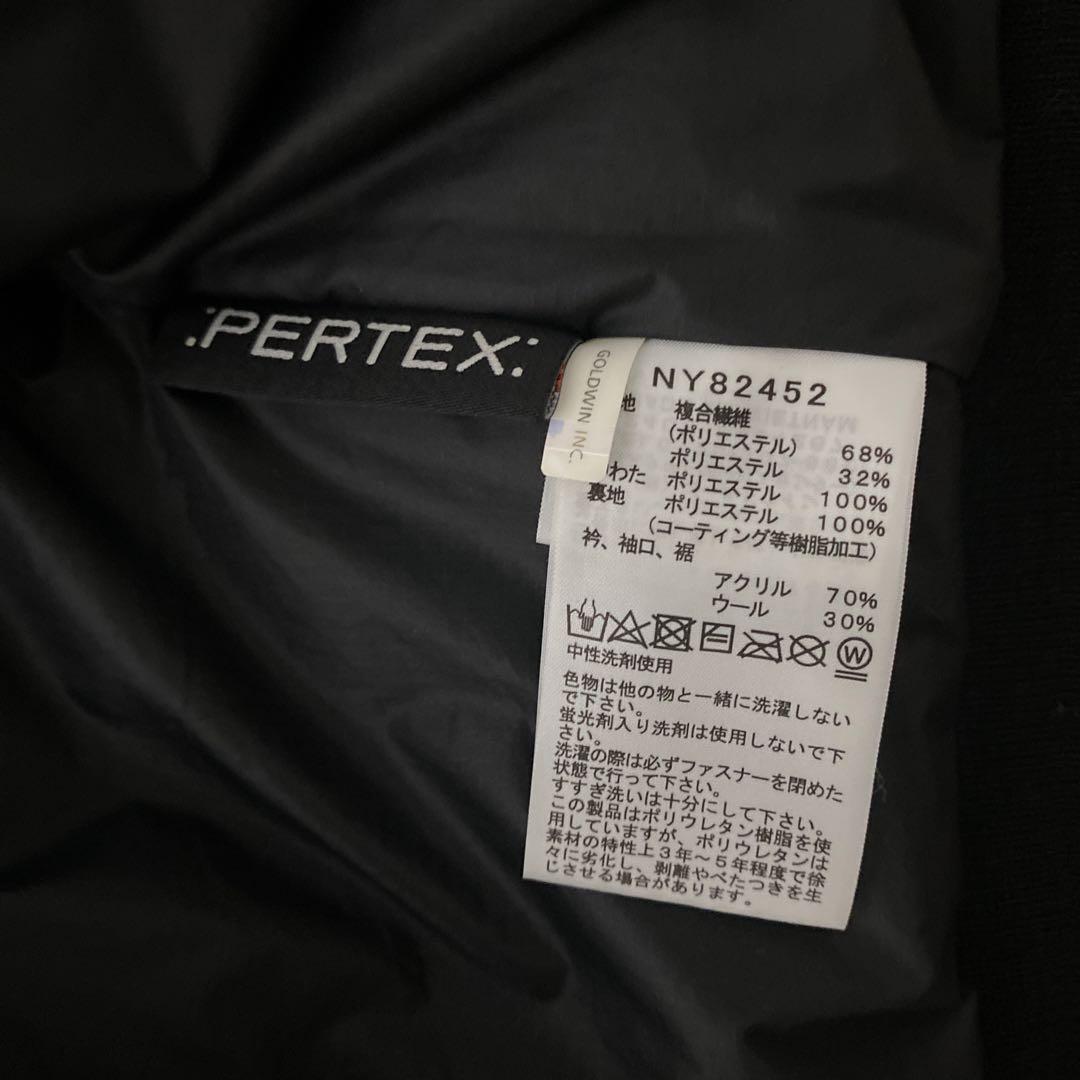 :PERTEX:
GOLDWIN INC.
NY82452
地 複合繊維
(ポリエステル) 68%
ポリエステル 32%
わた ポリエステル 100%
裏地 ポリエステル 100%
(コーティング等樹脂加工)
衿、袖口、裾
アクリル 70%
ウール 30%
W
中性洗剤使用
色物は他の物と一緒に洗濯しない
で下さい。
蛍光剤入り洗剤は使用しないで下
さい。
洗濯の際は必ずファスナーを閉めた
状態で行って下さい。
すすぎ洗いは十分にして下さい。
この製品はポリウレタン樹脂を使
用していますが、ポリウレタンは
素材の特性上3年～5年程度で徐
々に劣化し、剥離やべたつきを生
じさせる場合があります。